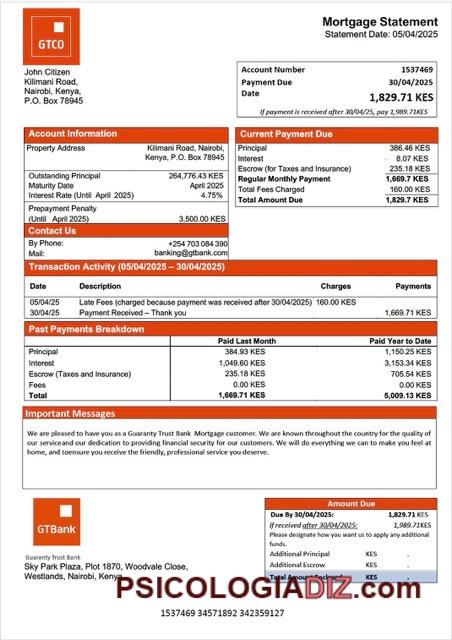 GTCO
Mortgage Statement
Statement Date: 05/04/2025
John Citizen
Kilimani Road,
Nairobi, Kenya,
P.O. Box 78945
Account Number 1537469
Payment Due 30/04/2025
Date 1,829.71 KES
If payment is received after 30/04/25, pay 1,989.71KES
Account Information
Property Address Kilimani Road, Nairobi,
Kenya, P.O. Box 78945
Outstanding Principal 264,776.43 KES
Maturity Date April 2025
Interest Rate (Until April 2025) 4.75%
Prepayment Penalty
(Until April 2025) 3,500.00 KES
Contact Us
By Phone: +254 703 084 390
Mail: banking@gtbank.com
Current Payment Due
Principal 386.46 KES
Interest 8.07 KES
Escrow (for Taxes and Insurance) 235.18 KES
Regular Monthly Payment 1,669.7 KES
Total Fees Charged 160.00 KES
Total Amount Due 1,829.7 KES
Transaction Activity (05/04/2025 – 30/04/2025)
Date Description Charges Payments
05/04/25 Late Fees (charged because payment was received after 30/04/2025) 160.00 KES
30/04/25 Payment Received – Thank you 1,669.71 KES
Past Payments Breakdown
Paid Last Month Paid Year to Date
Principal 384.93 KES 1,150.25 KES
Interest 1,049.60 KES 3,153.34 KES
Escrow (Taxes and Insurance) 235.18 KES 705.54 KES
Fees 0.00 KES 0.00 KES
Total 1,669.71 KES 5,009.13 KES
Important Messages
We are pleased to have you as a Guaranty Trust Bank Mortgage customer. We are known throughout the country for the quality of
our serviceand our dedication to providing financial security for our customers. We will do everything we can to make you feel at
home, and toensure you receive the friendly, professional service you deserve.
GTBank
Guaranty Trust Bank
Sky Park Plaza, Plot 1870, Woodvale Close,
Westlands, Nairobi, Kenya
Amount Due
Due By 30/04/2025: 1,829.71 KES
If received after 30/04/2025: 1,989.71KES
Please designate how you want us to apply any additional
funds.
Additional Principal KES .
Additional Escrow KES .
Total Amount Enclosed KES .
PSICOLOGIADIZ.com
1537469 34571892 342359127